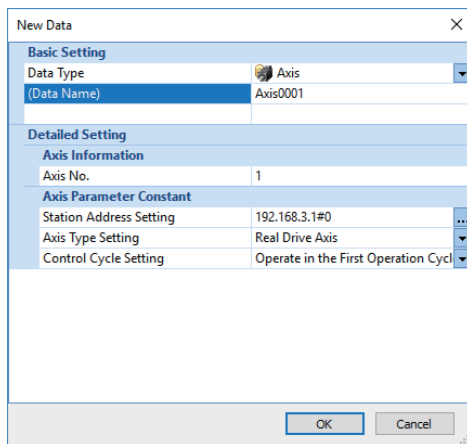 New Data
Basic Setting
Data Type Axis
(Data Name) Axis0001
Detailed Setting
Axis Information
Axis No. 1
Axis Parameter Constant
Station Address Setting 192.168.3.1#0 ...
Axis Type Setting Real Drive Axis
Control Cycle Setting Operate in the First Operation Cycl
OK Cancel